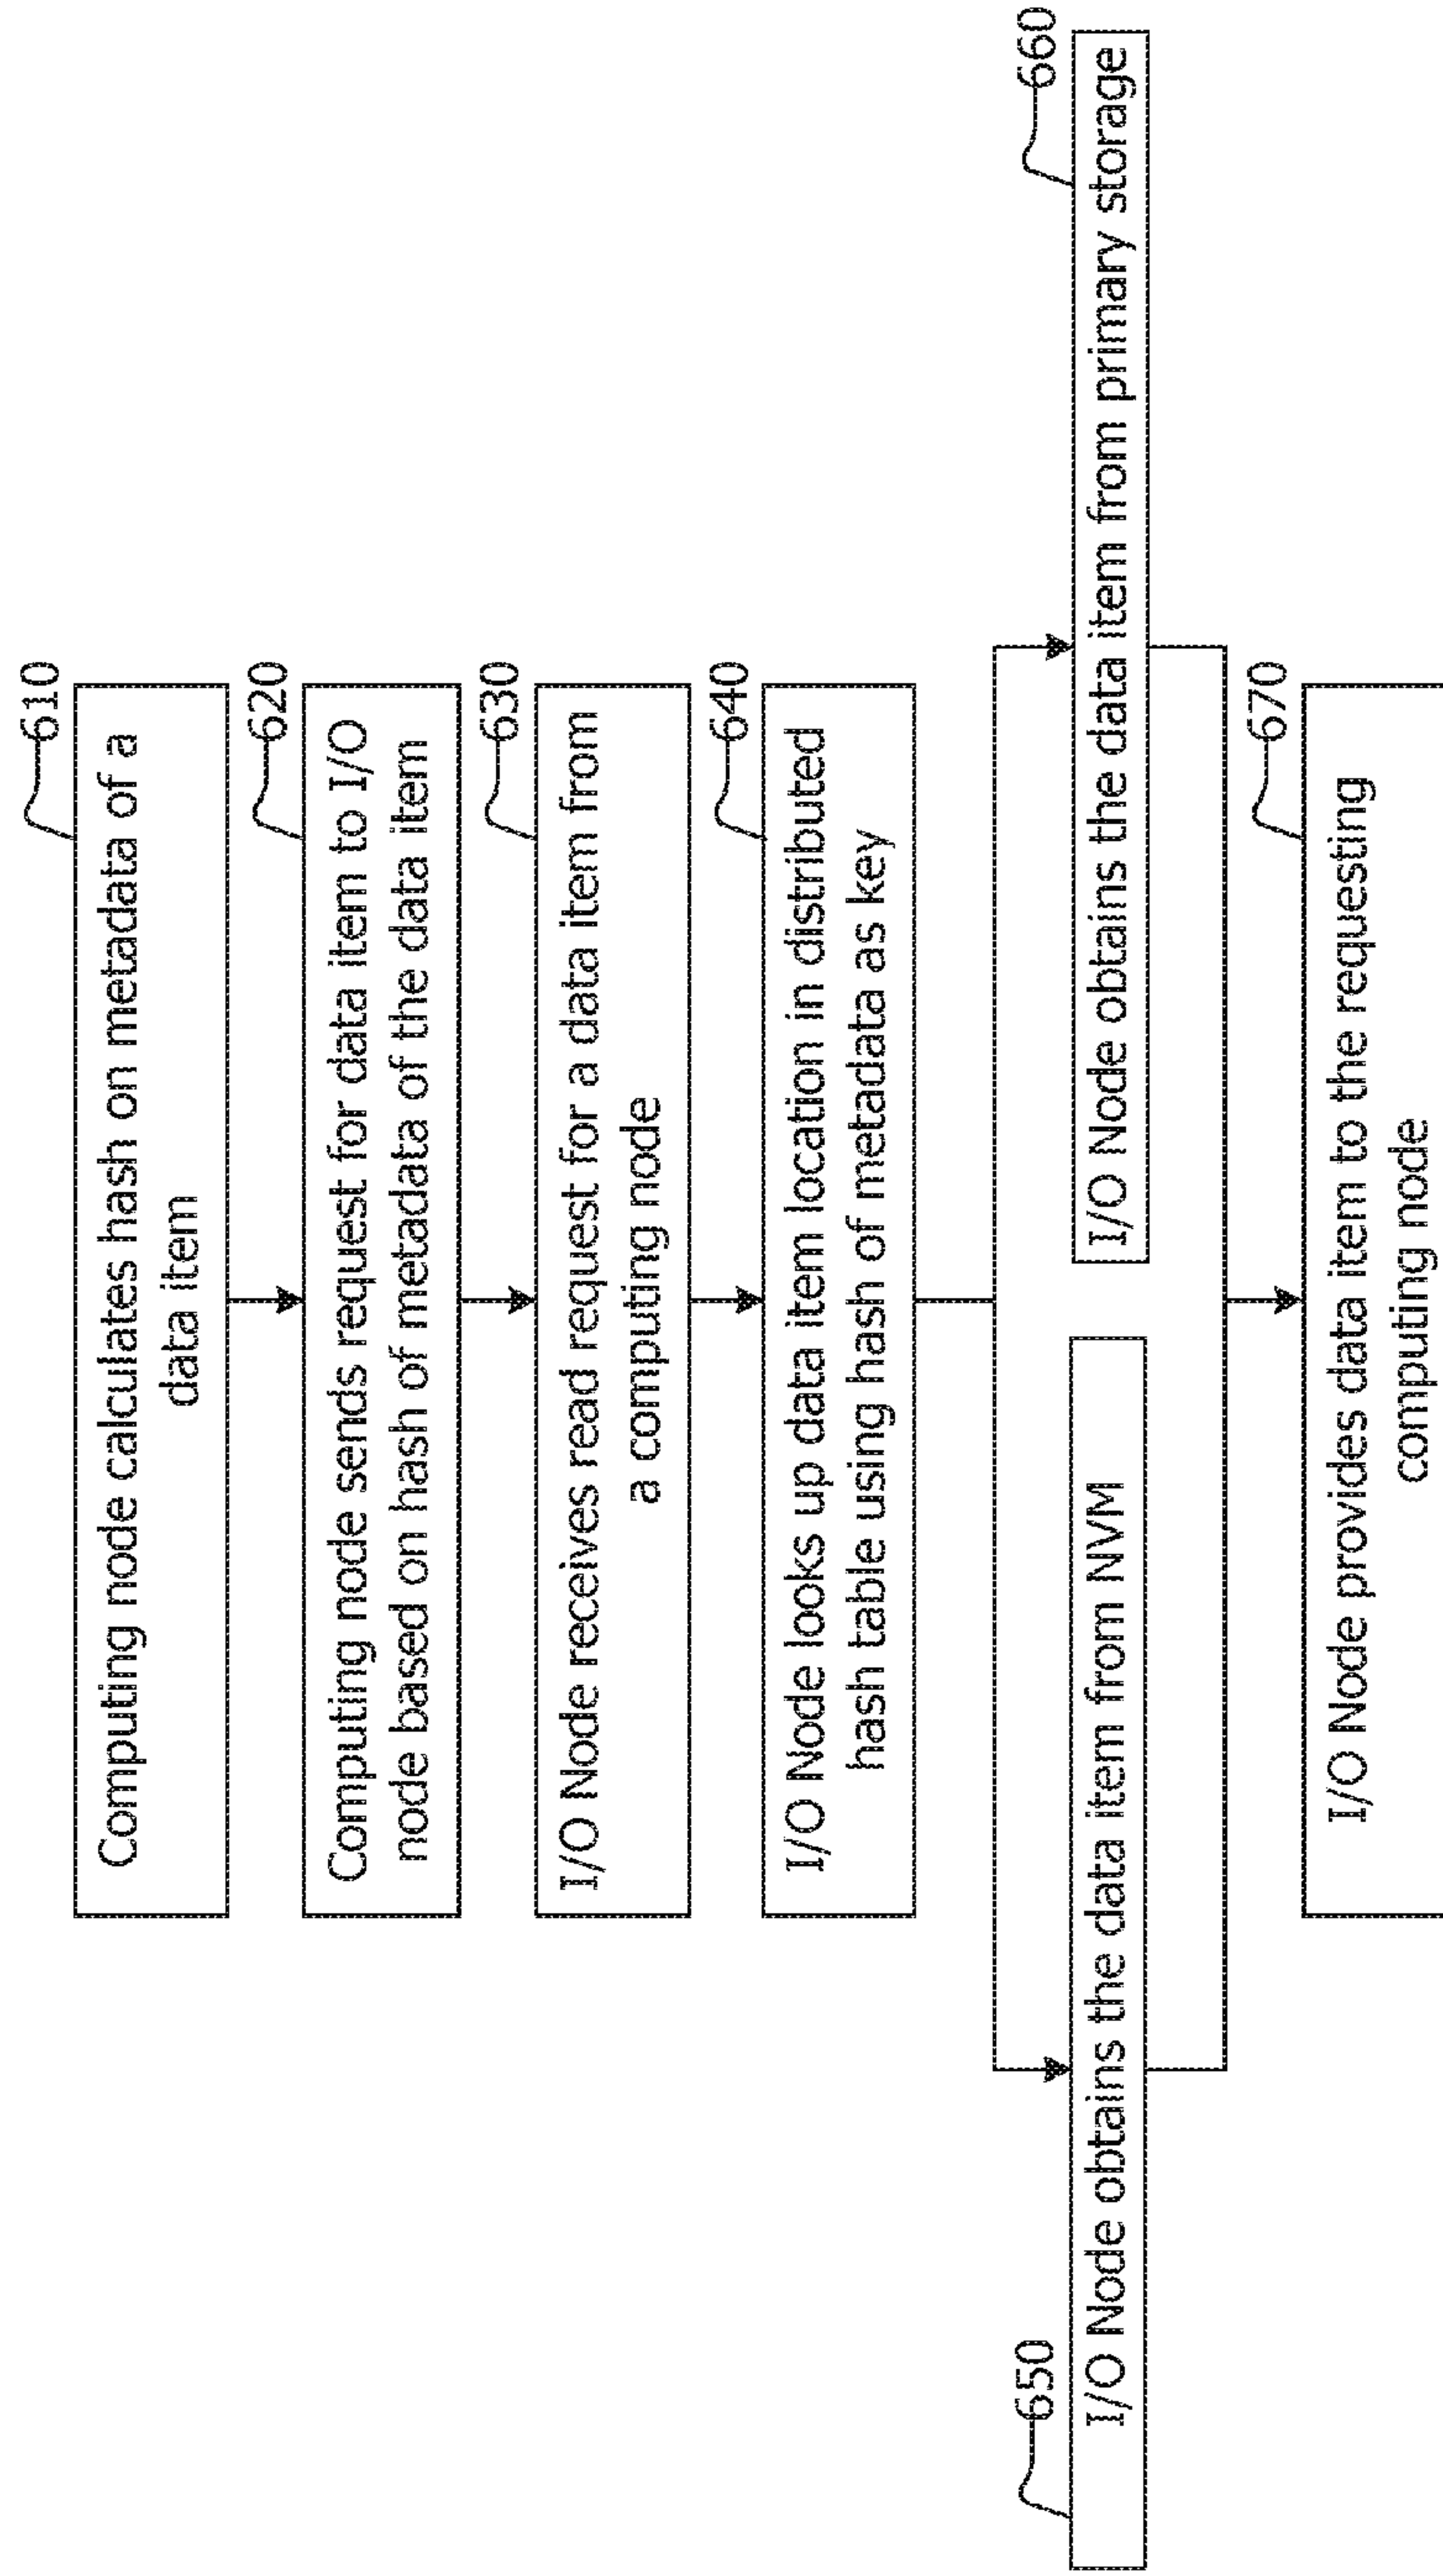 610
Computing node calculates hash on metadata of a
data item
620
Computing node sends request for data item to I/O
node based on hash of metadata of the data item
630
I/O Node receives read request for a data item from
a computing node
640
I/O Node looks up data item location in distributed
hash table using hash of metadata as key
650
I/O Node obtains the data item from NVM
660
I/O Node obtains the data item from primary storage
670
I/O Node provides data item to the requesting
computing node